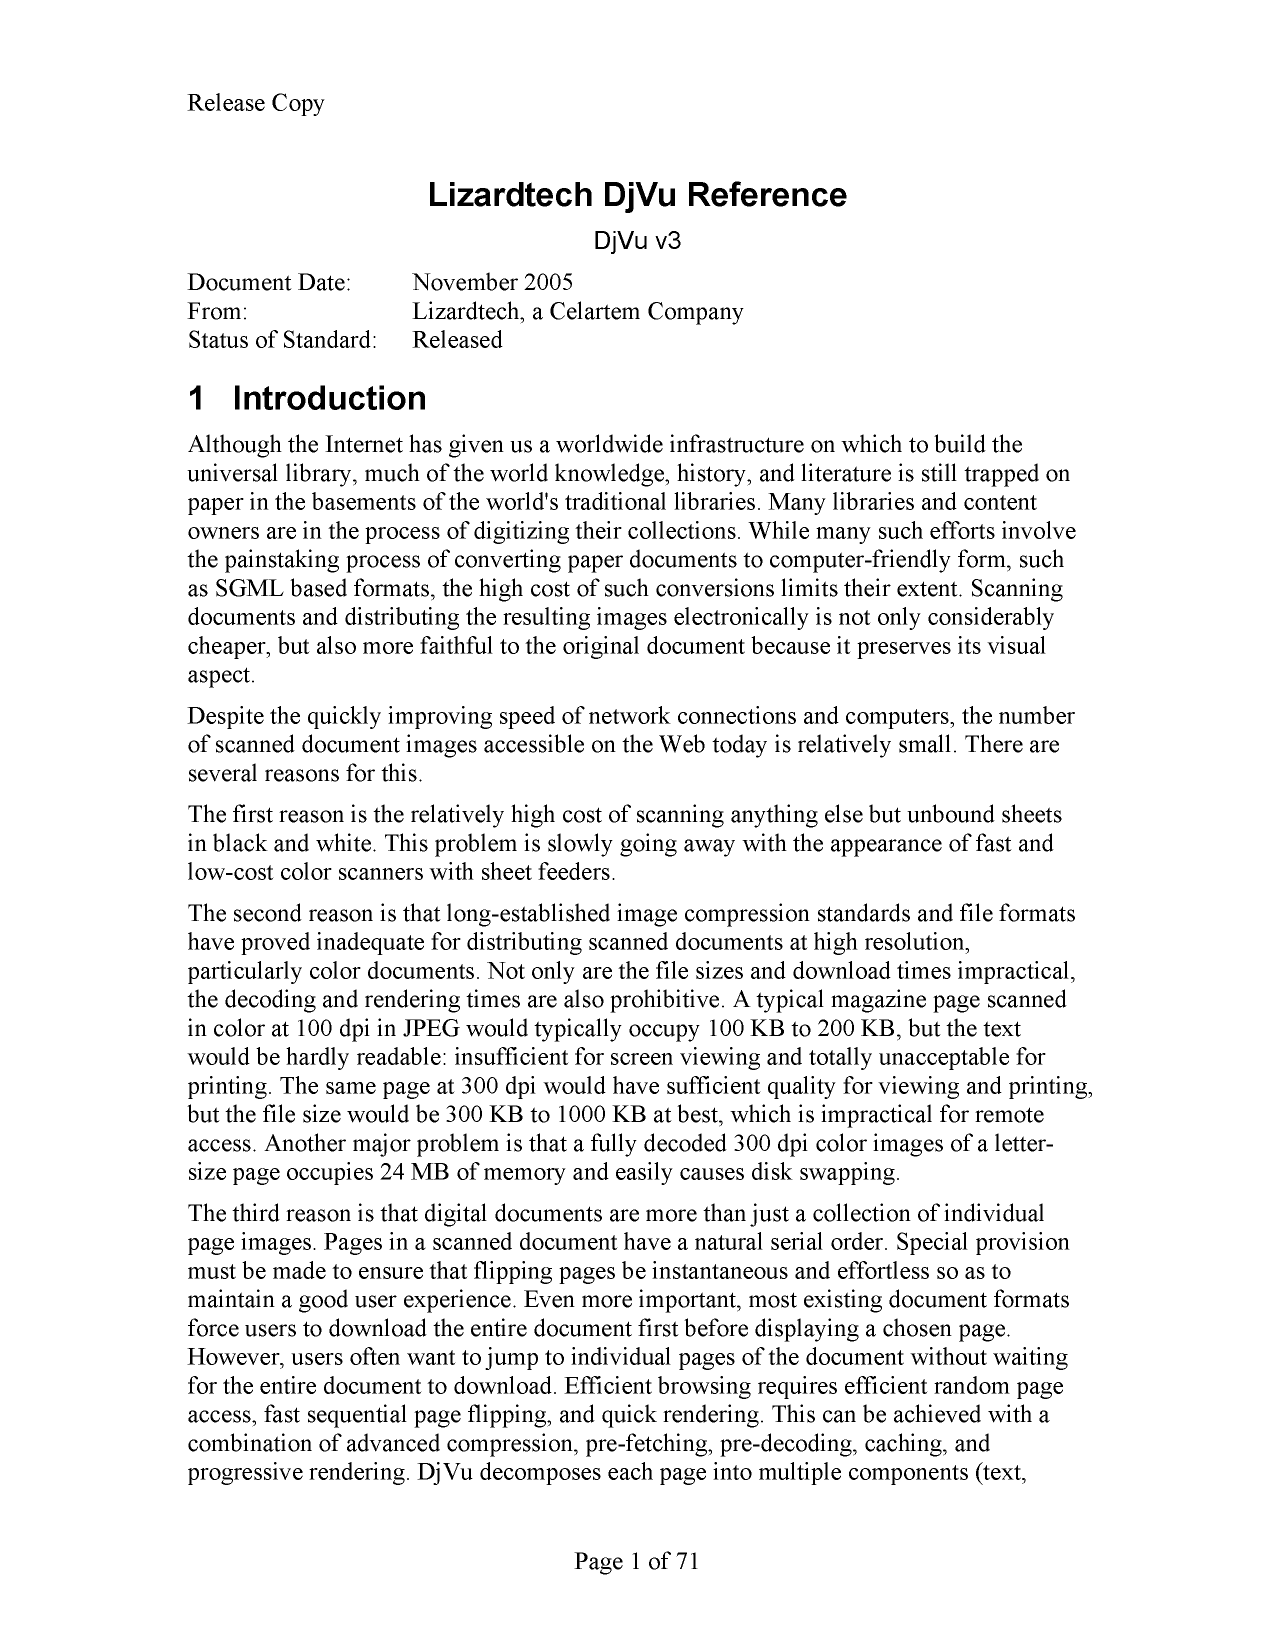 Release Copy
Lizardtech DjVu Reference
DjVu v3
Document Date: November 2005
From: Lizardtech, a Celartem Company
Status of Standard: Released
1 Introduction
Although the Internet has given us a worldwide infrastructure on which to build the
universal library, much of the world knowledge, history, and literature is still trapped on
paper in the basements of the world's traditional libraries. Many libraries and content
owners are in the process of digitizing their collections. While many such efforts involve
the painstaking process of converting paper documents to computer-friendly form, such
as SGML based formats, the high cost of such conversions limits their extent. Scanning
documents and distributing the resulting images electronically is not only considerably
cheaper, but also more faithful to the original document because it preserves its visual
aspect.
Despite the quickly improving speed of network connections and computers, the number
of scanned document images accessible on the Web today is relatively small. There are
several reasons for this.
The first reason is the relatively high cost of scanning anything else but unbound sheets
in black and white. This problem is slowly going away with the appearance of fast and
low-cost color scanners with sheet feeders.
The second reason is that long-established image compression standards and file formats
have proved inadequate for distributing scanned documents at high resolution,
particularly color documents. Not only are the file sizes and download times impractical,
the decoding and rendering times are also prohibitive. A typical magazine page scanned
in color at 100 dpi in JPEG would typically occupy 100 KB to 200 KB, but the text
would be hardly readable: insufficient for screen viewing and totally unacceptable for
printing. The same page at 300 dpi would have sufficient quality for viewing and printing,
but the file size would be 300 KB to 1000 KB at best, which is impractical for remote
access. Another major problem is that a fully decoded 300 dpi color images of a letter-
size page occupies 24 MB of memory and easily causes disk swapping.
The third reason is that digital documents are more than just a collection of individual
page images. Pages in a scanned document have a natural serial order. Special provision
must be made to ensure that flipping pages be instantaneous and effortless so as to
maintain a good user experience. Even more important, most existing document formats
force users to download the entire document first before displaying a chosen page.
However, users often want to jump to individual pages of the document without waiting
for the entire document to download. Efficient browsing requires efficient random page
access, fast sequential page flipping, and quick rendering. This can be achieved with a
combination of advanced compression, pre-fetching, pre-decoding, caching, and
progressive rendering. DjVu decomposes each page into multiple components (text,
Page 1 of 71